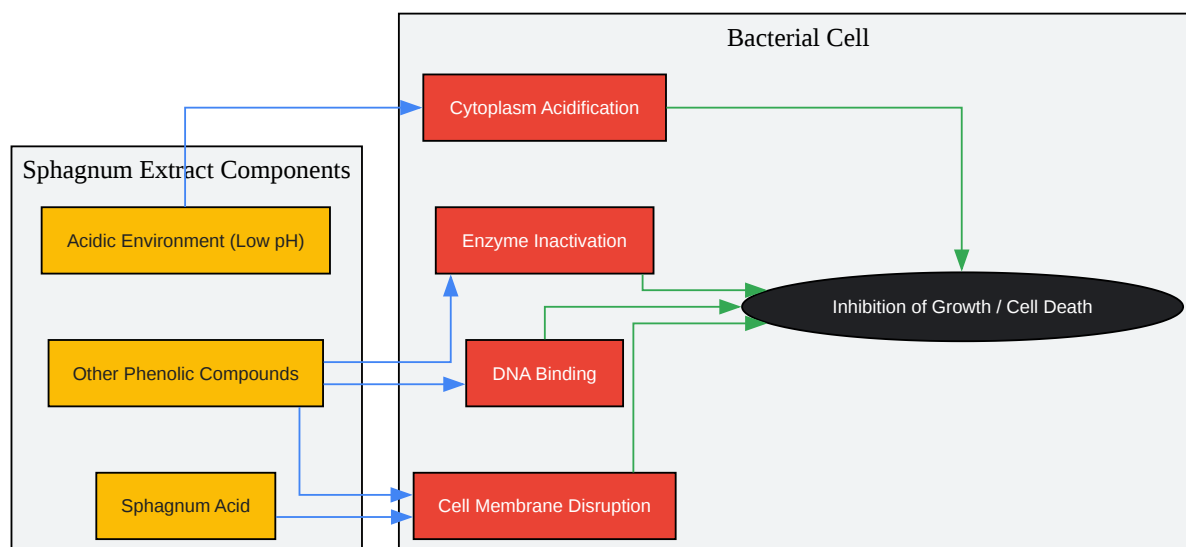 Bacterial Cell
Cytoplasm Acidification
Sphagnum Extract Components
Acidic Environment (Low pH)
Enzyme Inactivation
Inhibition of Growth / Cell Death
Other Phenolic Compounds
DNA Binding
Sphagnum Acid
Cell Membrane Disruption